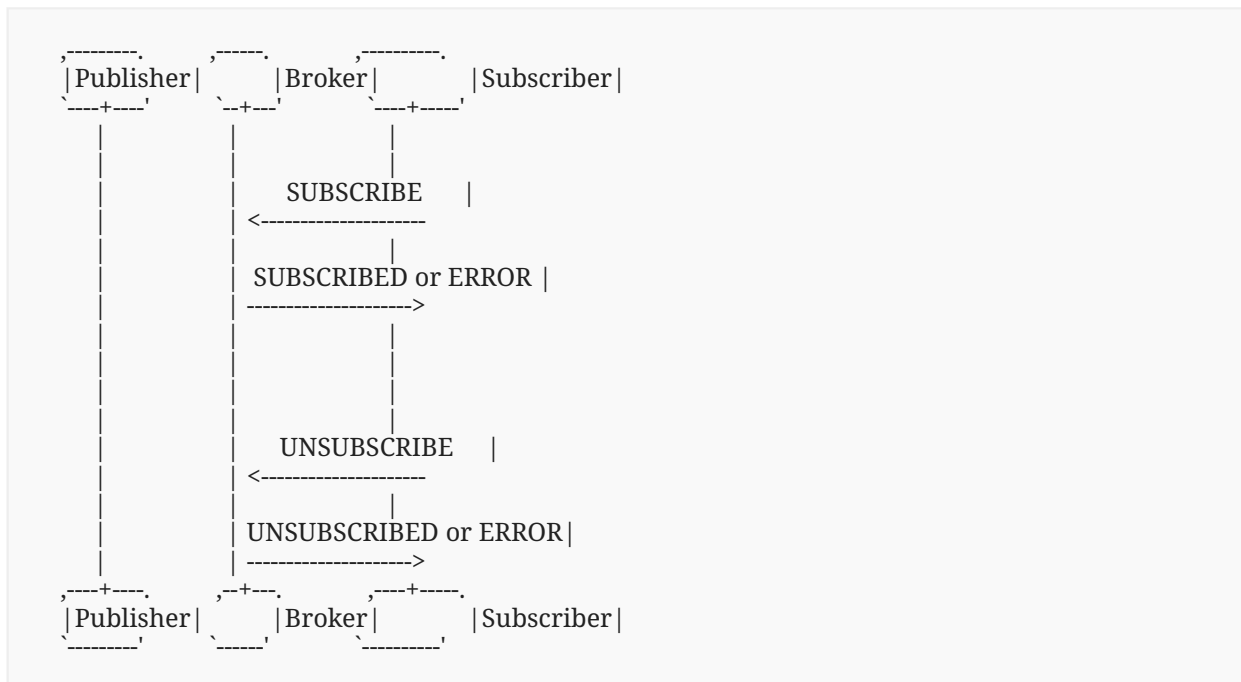 ,---------.          ,------.             ,----------.
|Publisher|          |Broker|             |Subscriber|
`----+----'          `--+---'             `----+-----'
     |                  |                      |
     |                  |                      |
     |                  |       SUBSCRIBE      |
     |                  | <---------------------
     |                  |                      |
     |                  | SUBSCRIBED or ERROR  |
     |                  | --------------------->
     |                  |                      |
     |                  |                      |
     |                  |                      |
     |                  |                      |
     |                  |      UNSUBSCRIBE     |
     |                  | <---------------------
     |                  |                      |
     |                  | UNSUBSCRIBED or ERROR|
     |                  | --------------------->
,----+----.          ,--+---.             ,----+-----.
|Publisher|          |Broker|             |Subscriber|
`---------'          `------'             `----------'